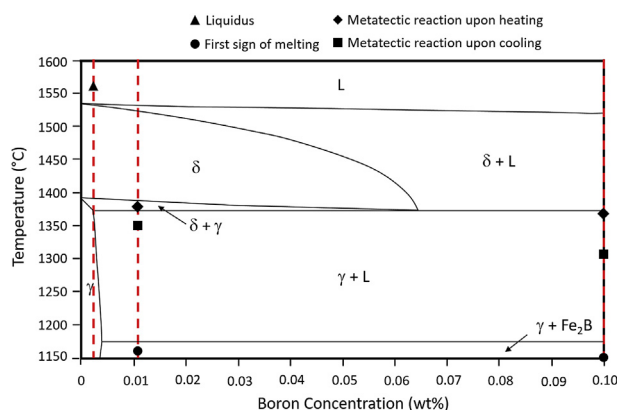 Liquidus
Metatectic reaction upon heating
First sign of melting
Metatectic reaction upon cooling
1600
1550
1500
1450
1400
1350
1300
1250
1200
1150
Temperature (°C)
L
δ
δ + L
δ + γ
γ
γ + L
γ + Fe₂B
0
0.01
0.02
0.03
0.04
0.05
0.06
0.07
0.08
0.09
0.10
Boron Concentration (wt%)